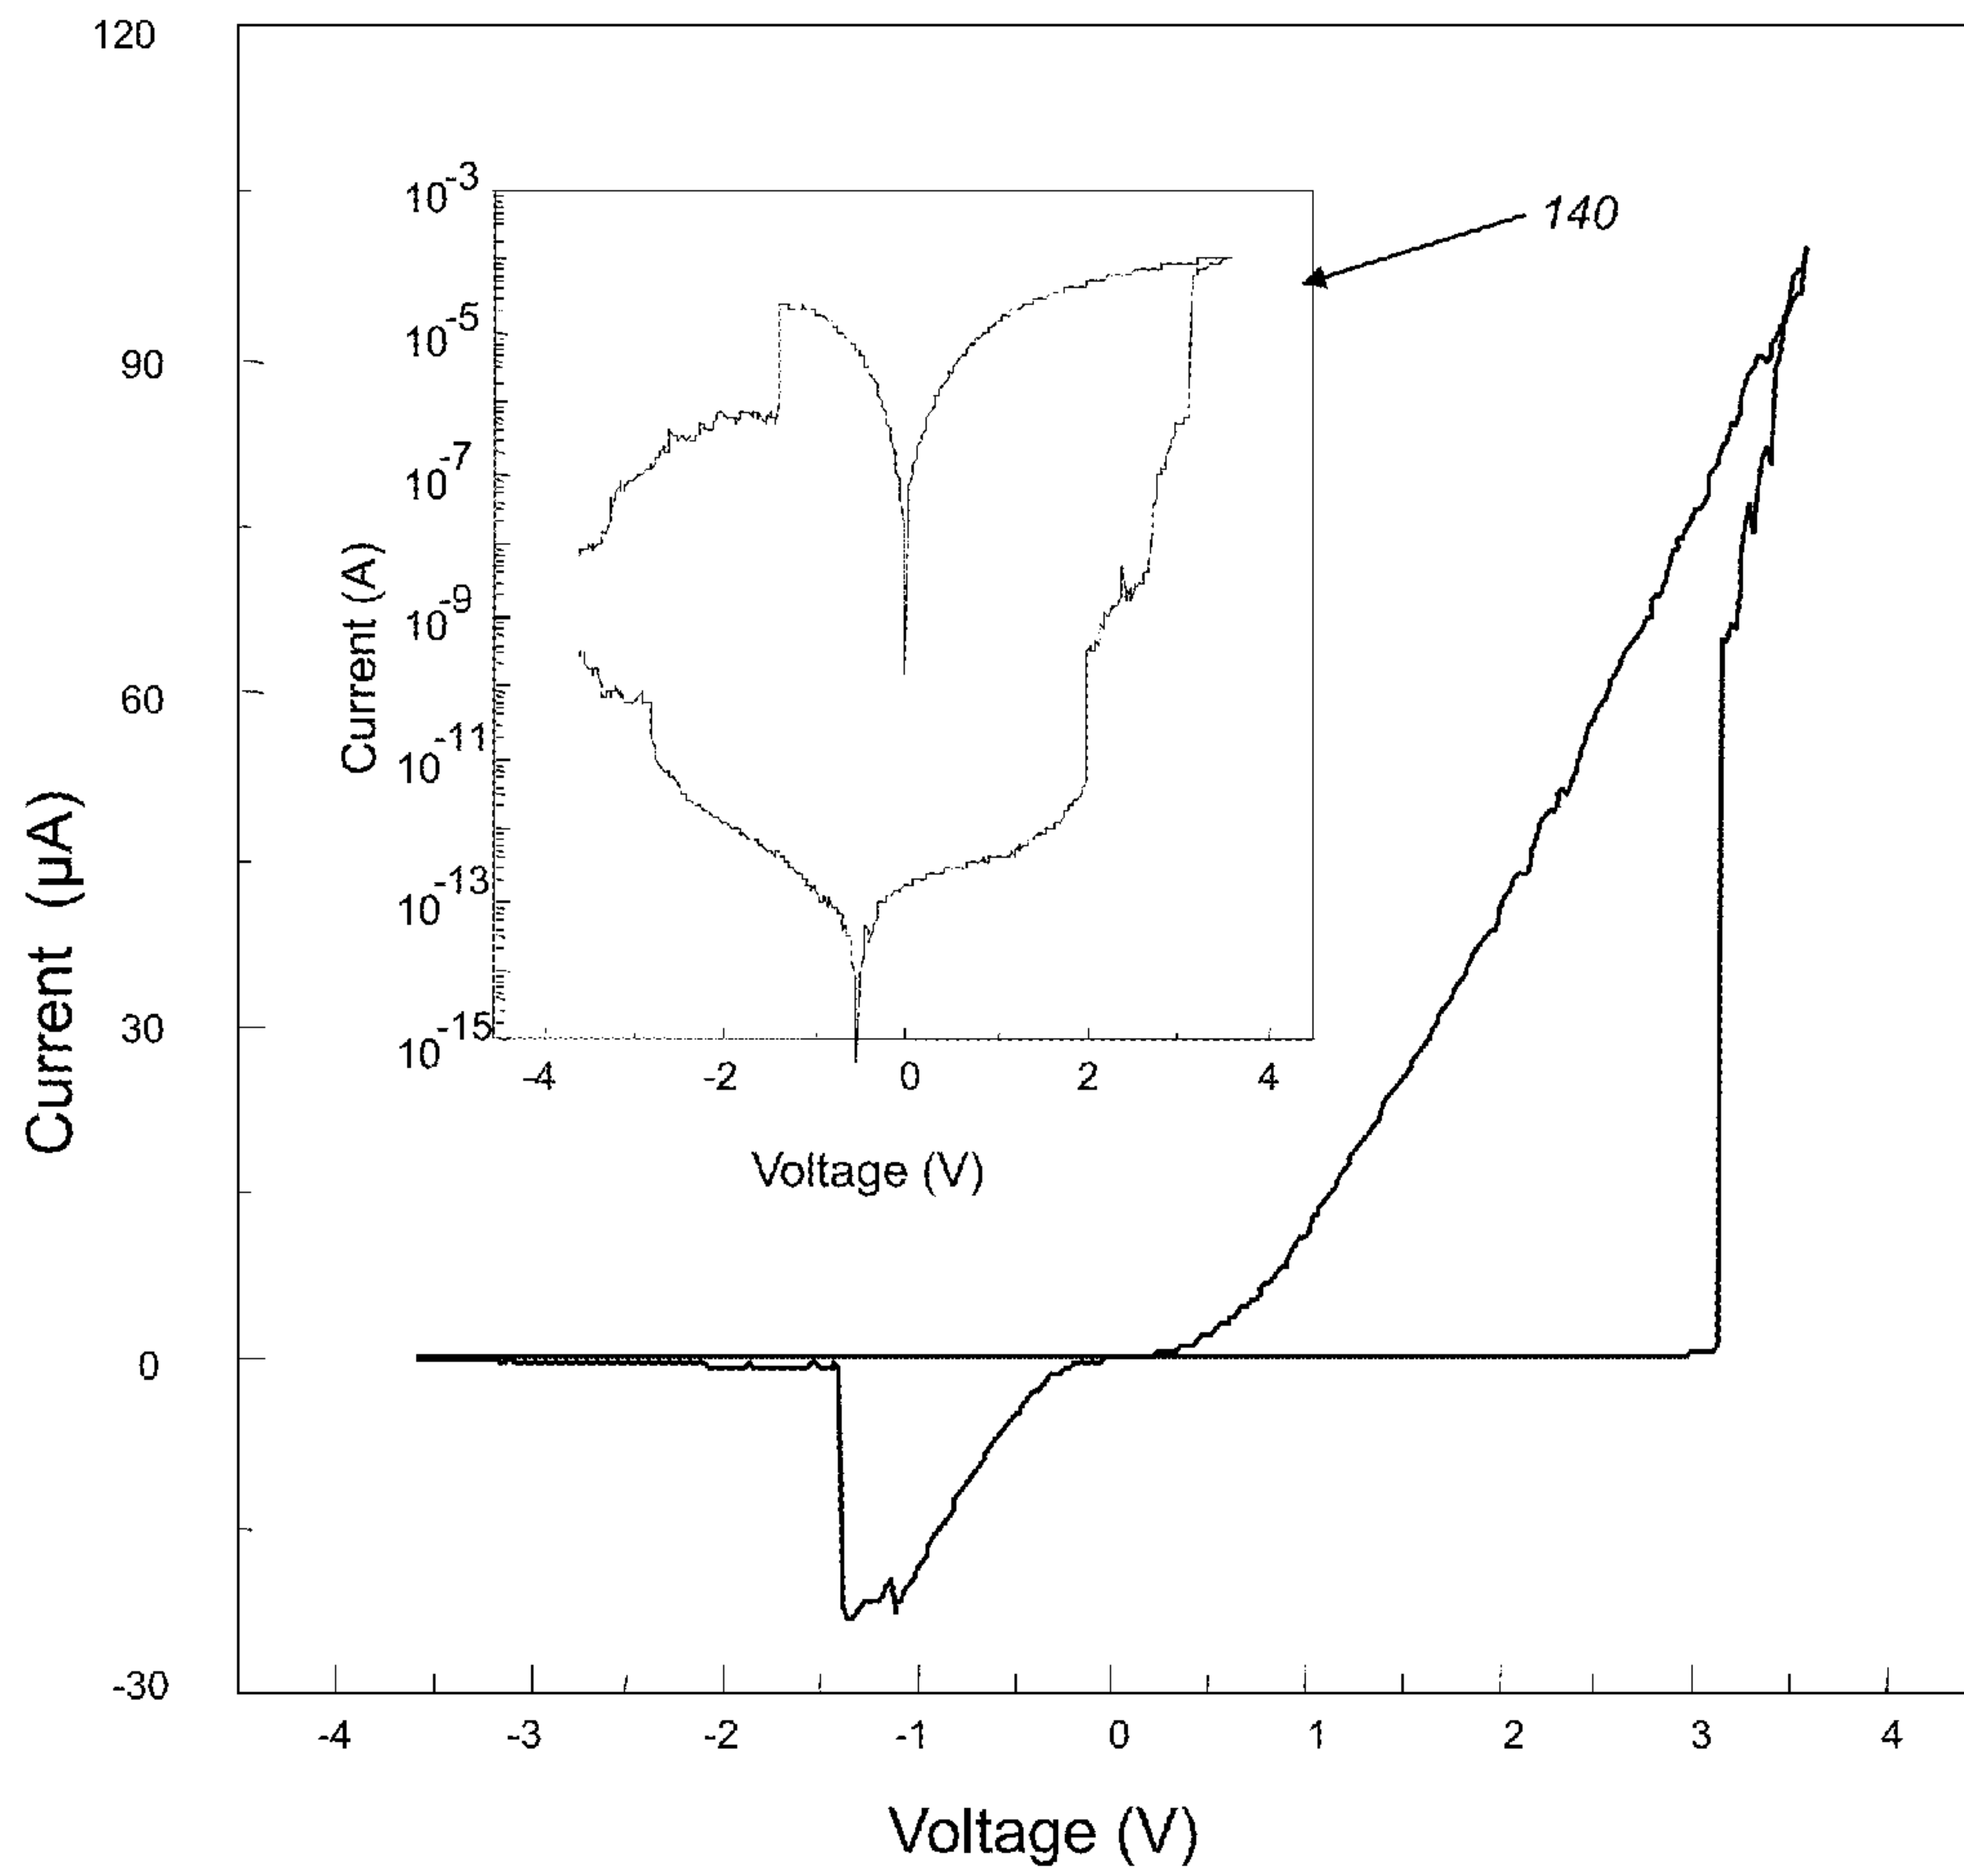 120
90
60
30
0
-30
Current (µA)
-4 -3 -2 -1 0 1 2 3 4
Voltage (V)
140
10-3
10-5
10-7
10-9
10-11
10-13
10-15
Current (A)
-4 -2 0 2 4
Voltage (V)